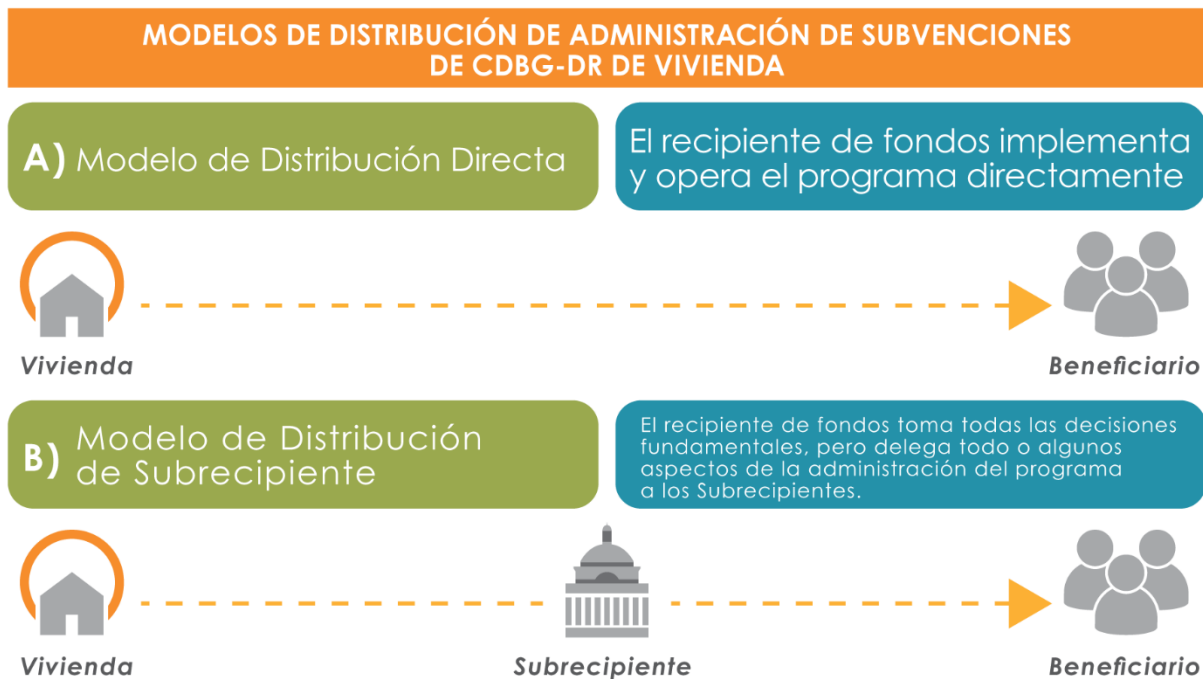 MODELOS DE DISTRIBUCIÓN DE ADMINISTRACIÓN DE SUBVENCIONES
DE CDBG-DR DE VIVIENDA
A) Modelo de Distribución Directa
El recipiente de fondos implementa
y opera el programa directamente
Vivienda
Beneficiario
B) Modelo de Distribución
de Subrecipiente
El recipiente de fondos toma todas las decisiones
fundamentales, pero delega todo o algunos
aspectos de la administración del programa
a los Subrecipientes.
Vivienda
Subrecipiente
Beneficiario